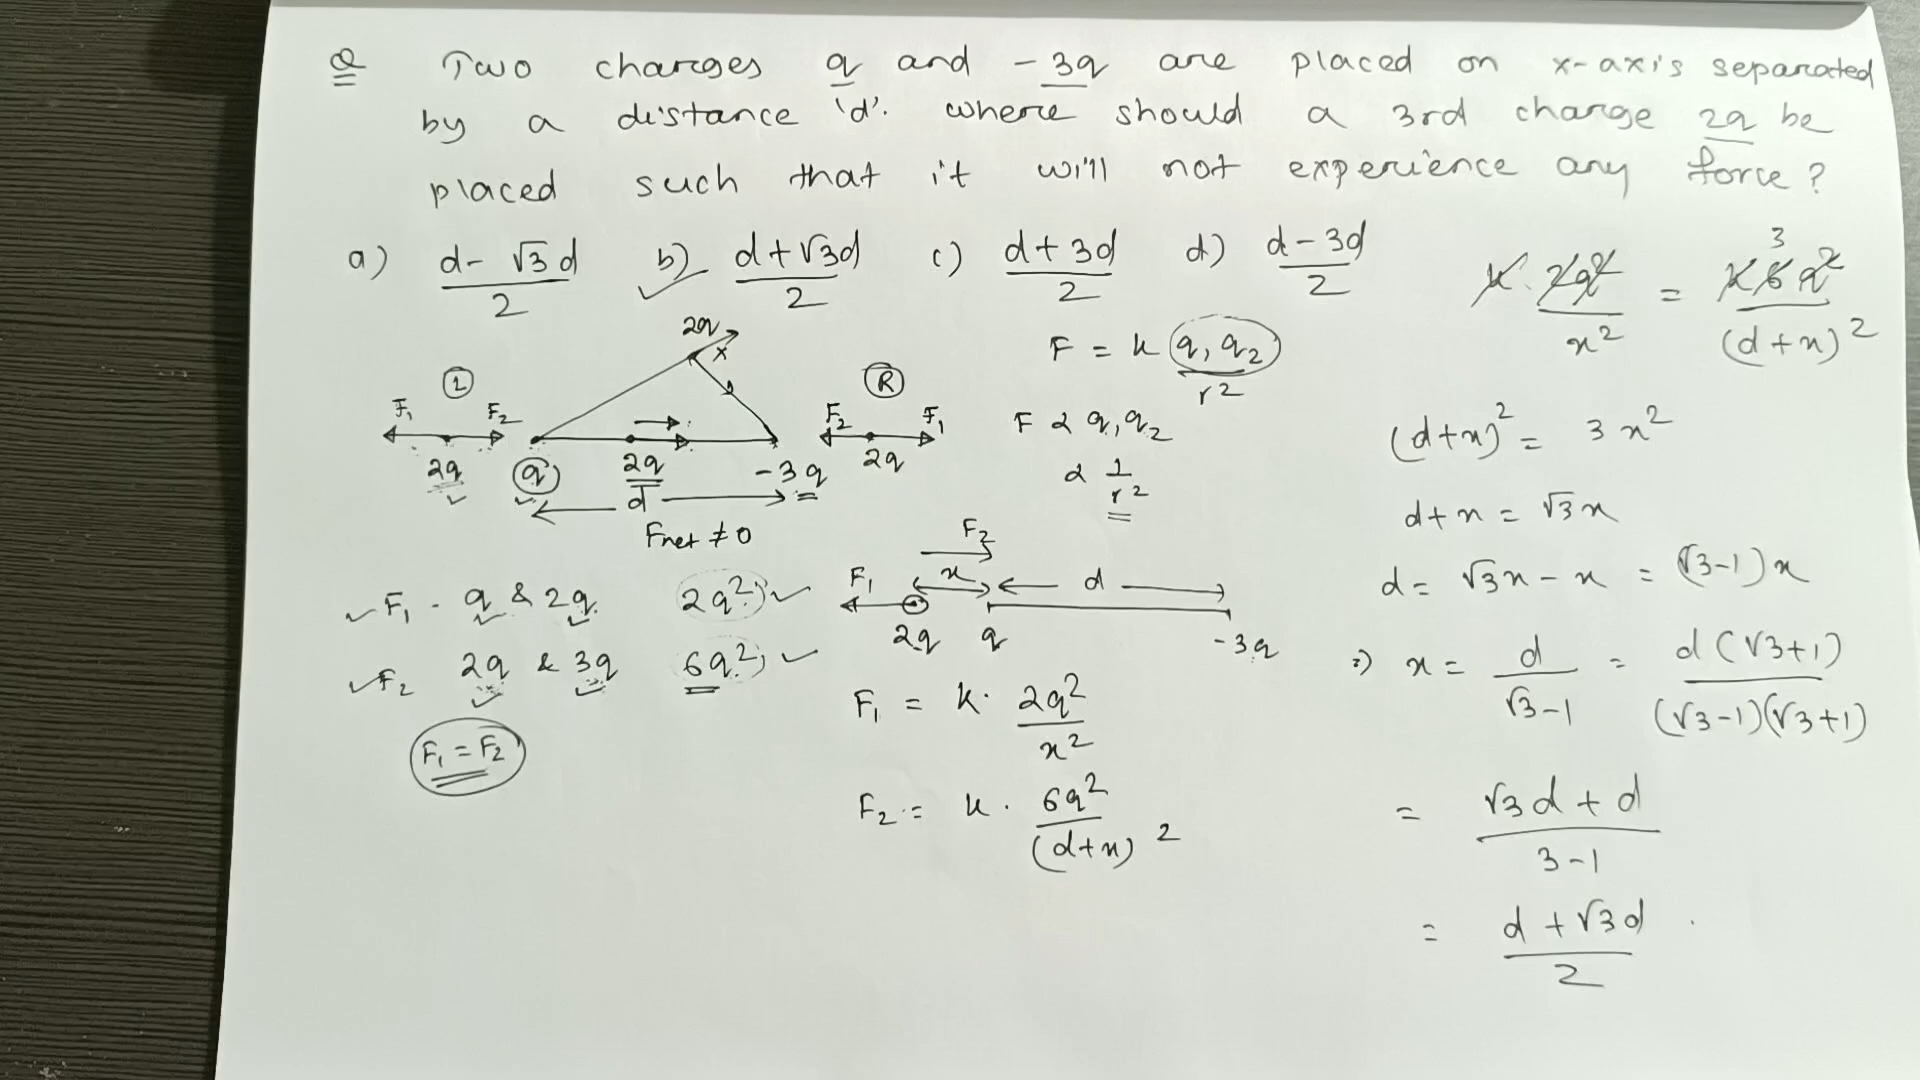 Q Two charges q and -3q are placed on x-axis separated
by a distance 'd'. where should a 3rd charge 2q be
placed such that it will not experience any force?
a) d-√3d/2 b) d+√3d/2 c) d+3d/2 d) d-3d/2
2q
x
L
R
F₁ F₂
F₂ F₁
2q q 2q -3q 2q
d
Fnet ≠ 0
F₁ - q & 2q 2q²;
F₂ 2q & 3q 6q²;
F₁ = F₂
F = k q₁q₂/r²
F α q₁q₂
α 1/r²
F₂
F₁ x d
2q q -3q
F₁ = k. 2q²/x²
F₂ = k. 6q²/(d+x)²
k. 2q²/x² = k6q²/(d+x)²
3
(d+x)² = 3x²
d+x = √3x
d = √3x - x = (√3-1)x
⇒ x = d/√3-1 = d(√3+1)/(√3-1)(√3+1)
= √3d+d/3-1
= d+√3d/2